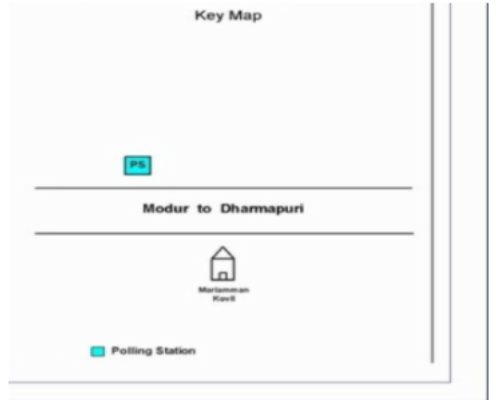 Key Map
PS
Modur to Dharmapuri
Mariamman
Kovil
Polling Station